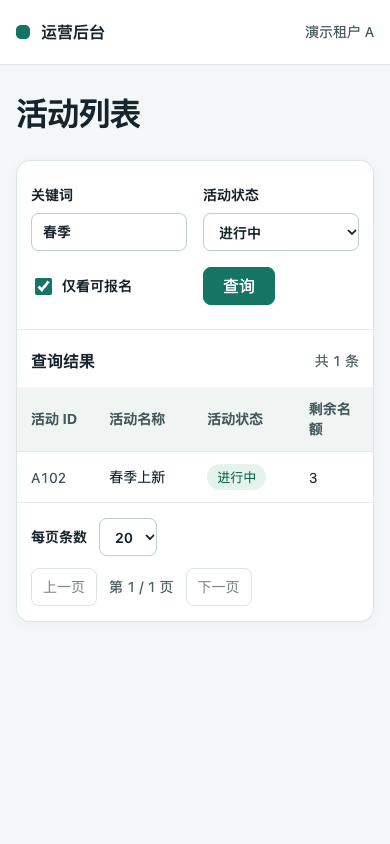 运营后台
演示租户 A
活动列表
关键词
活动状态
春季
进行中
仅看可报名
查询
查询结果
共 1 条
活动 ID
活动名称
活动状态
剩余名
额
A102
春季上新
进行中
3
每页条数
20
上一页
第 1 / 1 页
下一页